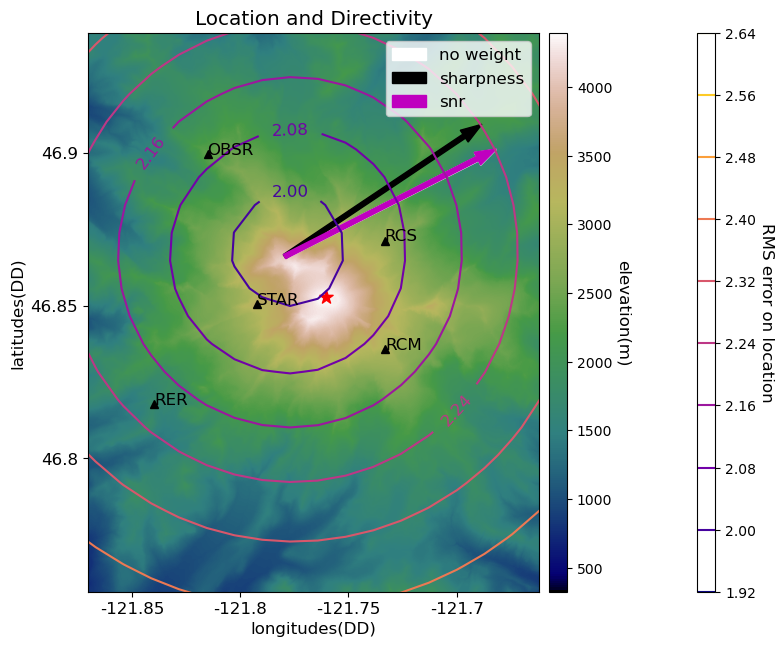 Location and Directivity
no weight
sharpness
snr
2.16
2.08
2.00
2.24
OBSR
RCS
STAR
RCM
RER
46.9
46.85
46.8
latitudes(DD)
-121.85
-121.8
-121.75
-121.7
longitudes(DD)
4000
3500
3000
2500
2000
1500
1000
500
elevation(m)
2.64
2.56
2.48
2.40
2.32
2.24
2.16
2.08
2.00
1.92
RMS error on location